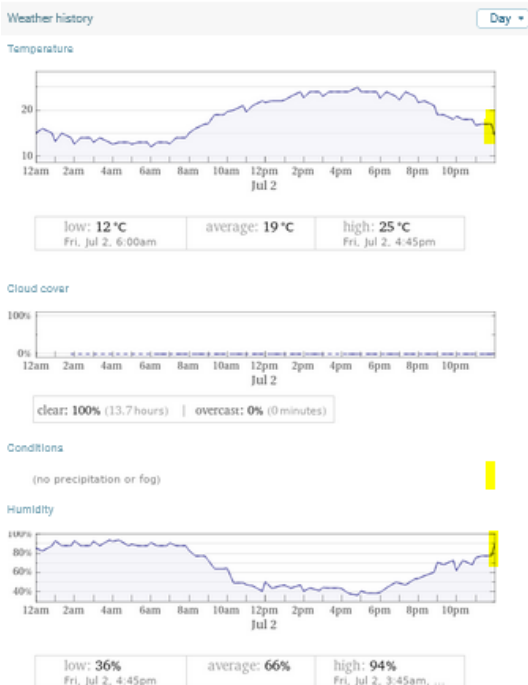 Weather history
Day
Temperature
20
10
12am 2am 4am 6am 8am 10am 12pm 2pm 4pm 6pm 8pm 10pm
Jul 2
low: 12 °C average: 19 °C high: 25 °C
Fri, Jul 2, 6:00am Fri, Jul 2, 4:45pm
Cloud cover
100%
0%
12am 2am 4am 6am 8am 10am 12pm 2pm 4pm 6pm 8pm 10pm
Jul 2
clear: 100% (13.7 hours) | overcast: 0% (0 minutes)
Conditions
(no precipitation or fog)
Humidity
100%
80%
60%
40%
12am 2am 4am 6am 8am 10am 12pm 2pm 4pm 6pm 8pm 10pm
Jul 2
low: 36% average: 66% high: 94%
Fri, Jul 2, 4:45pm Fri, Jul 2, 3:45am, ...